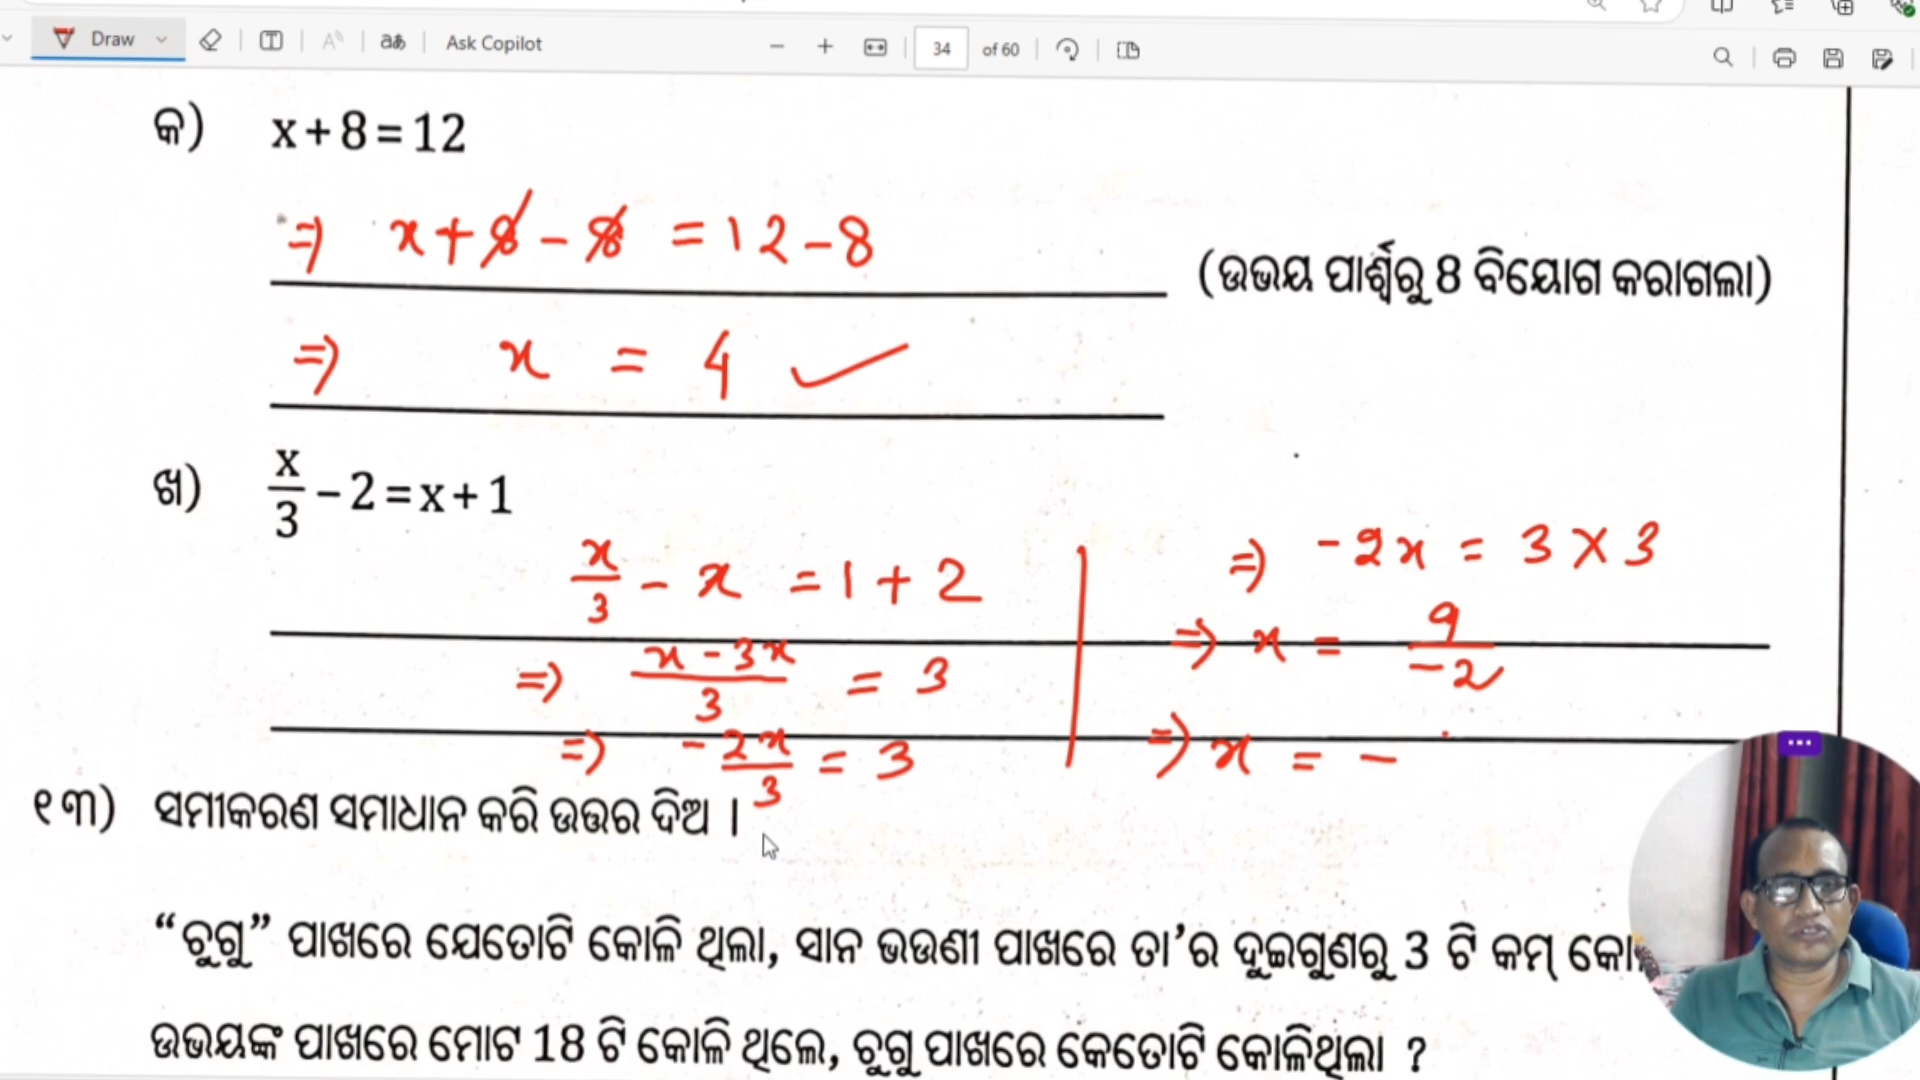 Draw Ask Copilot 34 of 60
କ) x + 8 = 12
⇒ x + 8 - 8 = 12 - 8
(ଉଭୟ ପାର୍ଶ୍ୱରୁ 8 ବିୟୋଗ କରାଗଲା)
⇒ x = 4 ✓
ଖ) x/3 - 2 = x + 1
x/3 - x = 1 + 2
⇒ (x - 3x)/3 = 3
⇒ -2x/3 = 3
⇒ -2x = 3 × 3
⇒ x = 9/-2
⇒ x = -
୧୩) ସମୀକରଣ ସମାଧାନ କରି ଉତ୍ତର ଦିଅ ।
“ଚୁଗୁ” ପାଖରେ ଯେତୋଟି କୋଳି ଥିଲା, ସାନ ଭଉଣୀ ପାଖରେ ତା’ର ଦୁଇଗୁଣରୁ 3 ଟି କମ୍
ଉଭୟଙ୍କ ପାଖରେ ମୋଟ 18 ଟି କୋଳି ଥିଲେ, ଚୁଗୁ ପାଖରେ କେତୋଟି କୋଳିଥିଲା ?